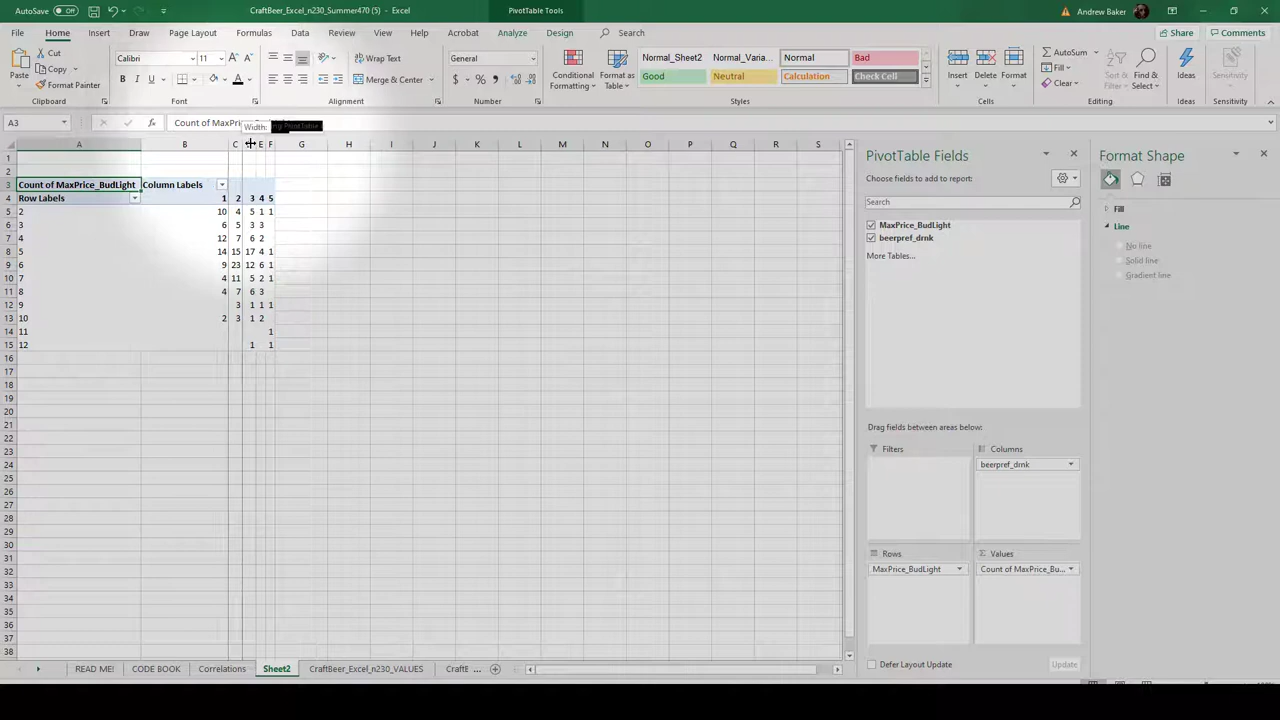 AutoSave Off CraftBeer_Excel_n230_Summer470 (5) - Excel PivotTable Tools Andrew Baker
File Home Insert Draw Page Layout Formulas Data Review View Help Acrobat Analyze Design Search Share Comments
Paste Cut Copy Format Painter
Calibri 11
B I U A
Wrap Text
Merge & Center
General
$ % ,
Conditional Formatting Format as Table
Normal_Sheet2 Normal_Varia... Normal Bad
Good Neutral Calculation Check Cell
Insert Delete Format
AutoSum Fill Clear
Sort & Filter Find & Select
Ideas Sensitivity
Clipboard Font Alignment Number Styles Cells Editing Ideas Sensitivity
A3 fx Count of MaxPri
Width:
A B C E F G H I J K L M N O P Q R S
1
2
3 Count of MaxPrice_BudLight Column Labels
4 Row Labels 1 2 3 4 5
5 2 10 4 5 1 1
6 3 6 5 3 3
7 4 12 7 6 2
8 5 14 15 17 4 1
9 6 9 23 12 6 1
10 7 4 11 5 2 1
11 8 4 7 6 3
12 9 3 1 1 1
13 10 2 3 1 2
14 11 1
15 12 1 1
16
17
18
19
20
21
22
23
24
25
26
27
28
29
30
31
32
33
34
35
36
37
38
PivotTable Fields
Choose fields to add to report:
Search
MaxPrice_BudLight
beerpref_drnk
More Tables...
Drag fields between areas below:
Filters Columns
beerpref_drnk
Rows Σ Values
MaxPrice_BudLight Count of MaxPrice_Bu...
Defer Layout Update Update
Format Shape
Fill
Line
No line
Solid line
Gradient line
READ ME! CODE BOOK Correlations Sheet2 CraftBeer_Excel_n230_VALUES CraftE ...